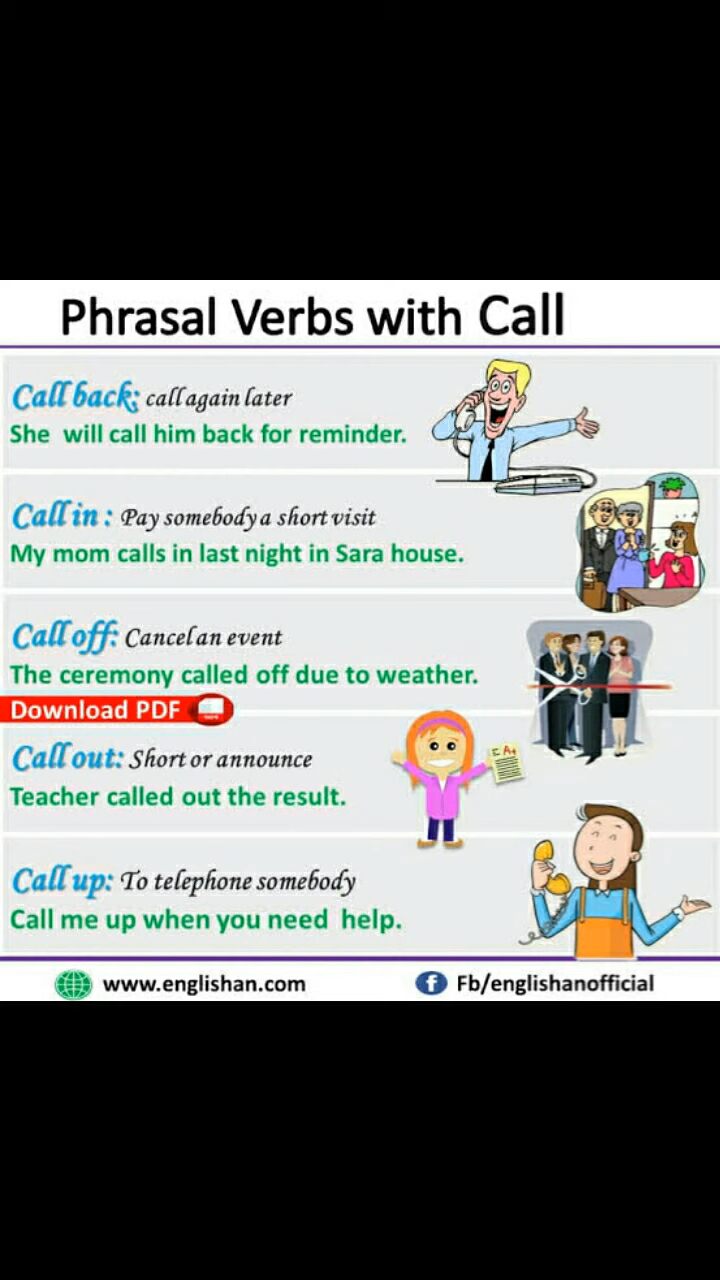 Phrasal Verbs with Call
Call back: call again later
She will call him back for reminder.
Call in : Pay somebody a short visit
My mom calls in last night in Sara house.
Call off: Cancel an event
The ceremony called off due to weather.
Download PDF
Call out: Short or announce
A+
Teacher called out the result.
Call up: To telephone somebody
Call me up when you need help.
www.englishan.com
f Fb/englishanofficial